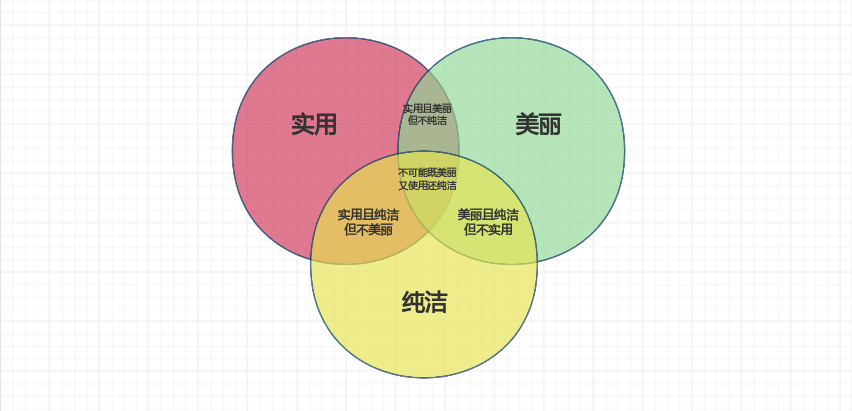 实用
美丽
实用且美丽
但不纯洁
不可能既美丽
又使用还纯洁
实用且纯洁
但不美丽
美丽且纯洁
但不实用
纯洁